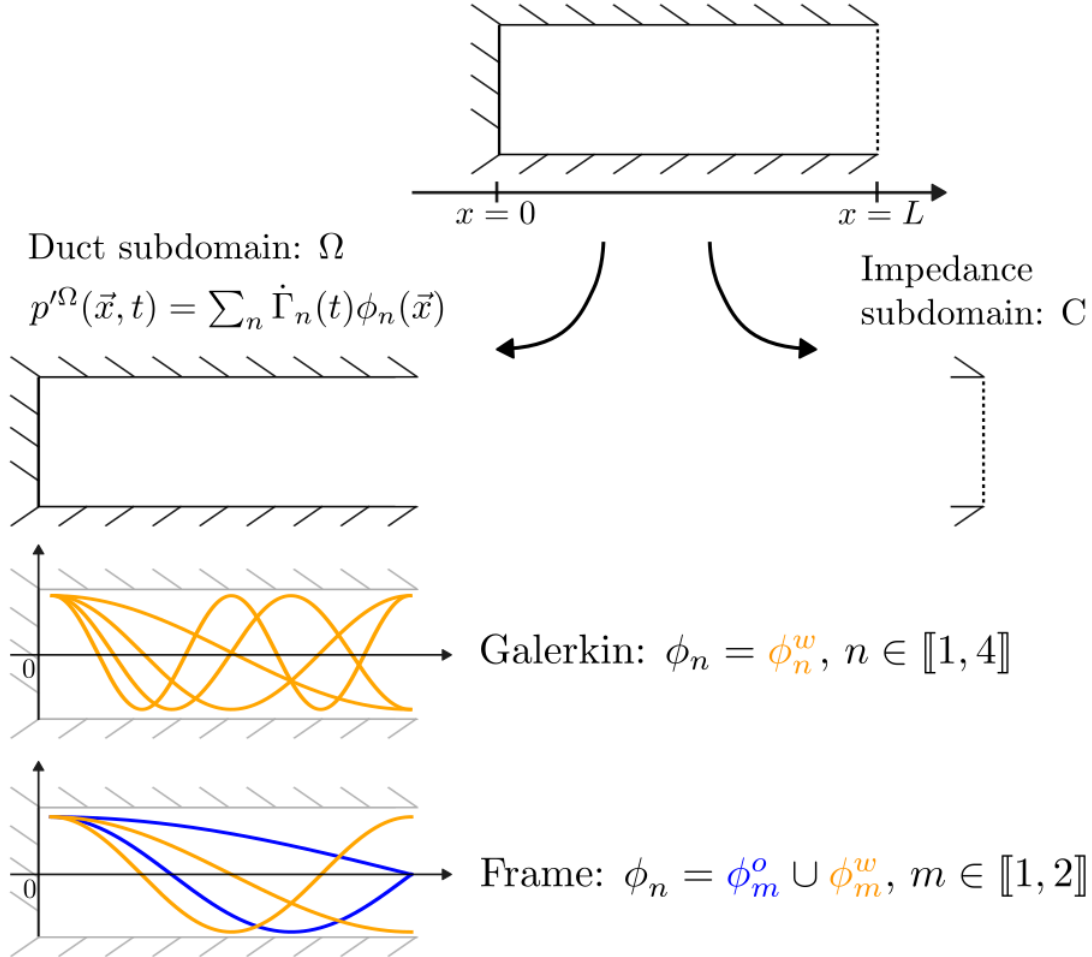 x = 0
x = L
Duct subdomain: Ω
p′^Ω(x⃗, t) = ∑_n Γ̇_n(t)ϕ_n(x⃗)
Impedance
subdomain: C
0
Galerkin: ϕ_n = ϕ_n^w, n ∈ ⟦1, 4⟧
0
Frame: ϕ_n = ϕ_m^o ∪ ϕ_m^w, m ∈ ⟦1, 2⟧